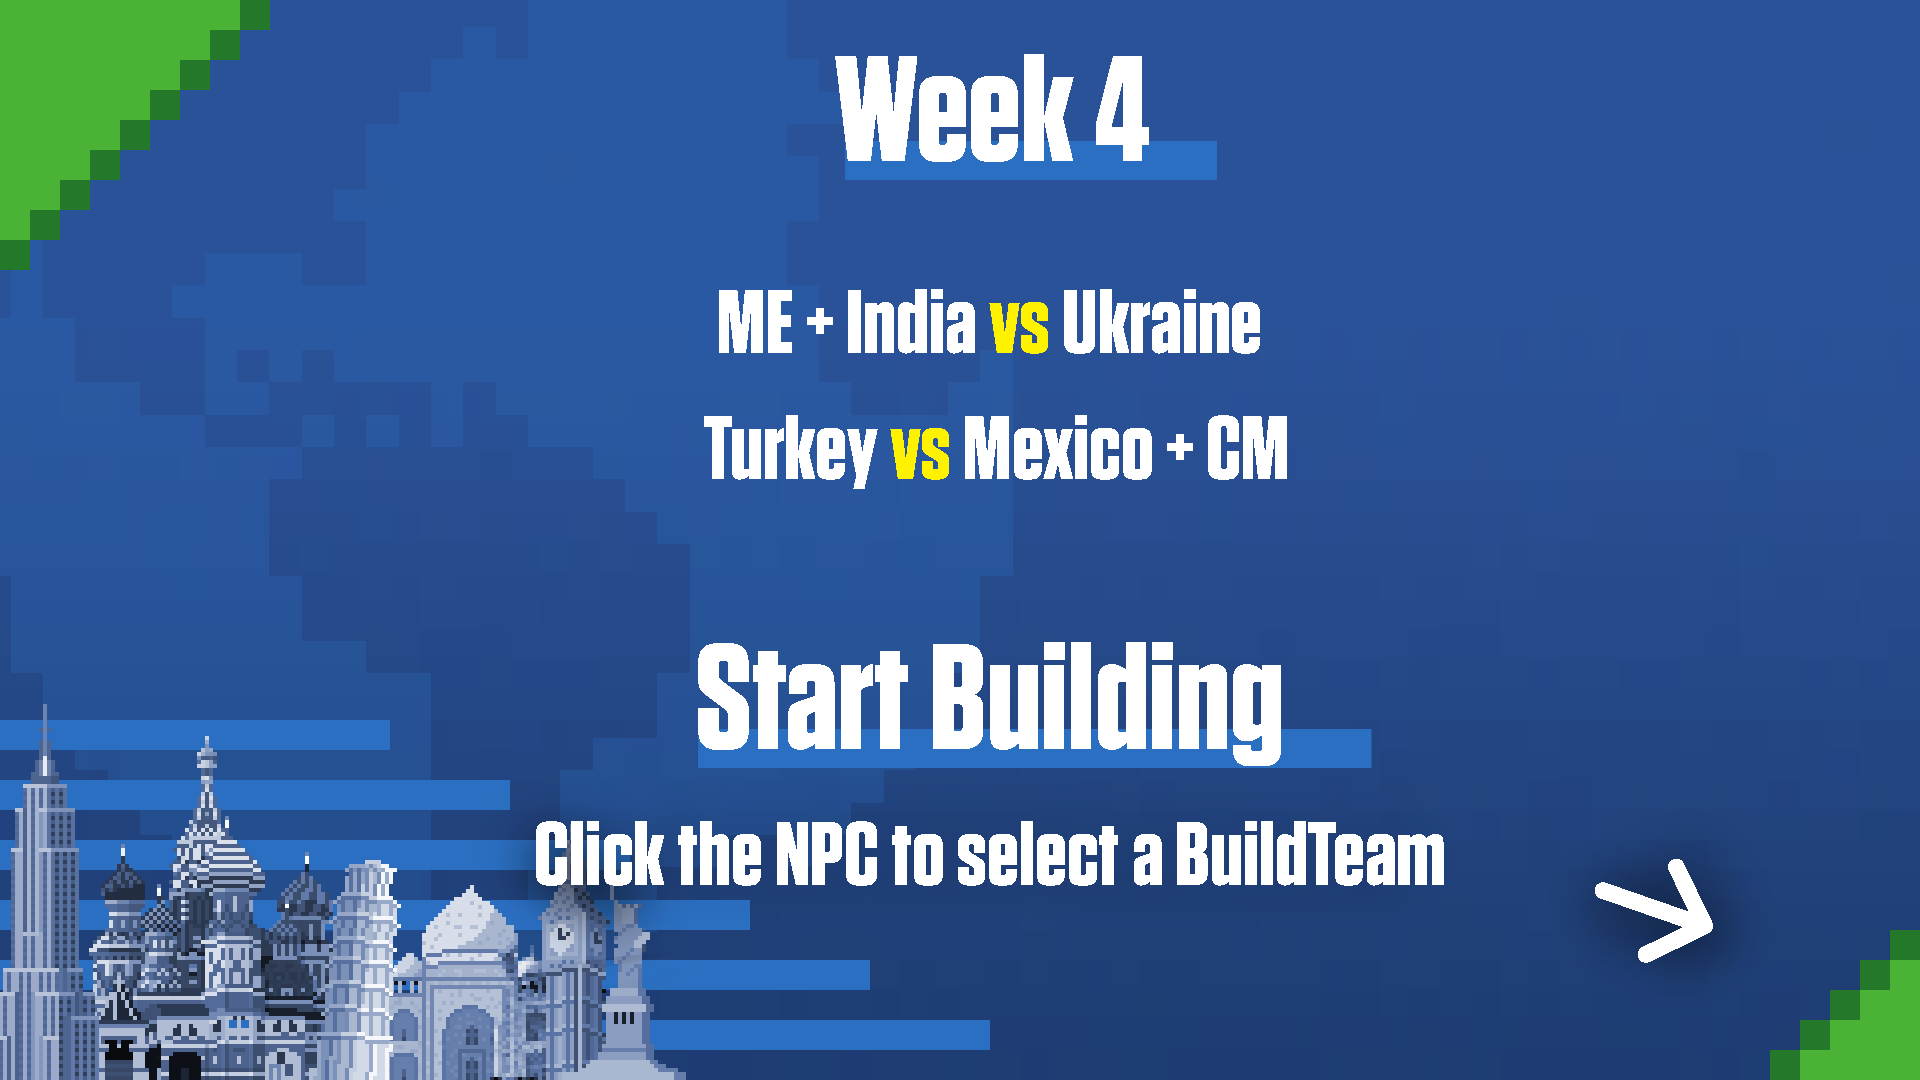 Week 4
ME + India vs Ukraine
Turkey vs Mexico + CM
Start Building
Click the NPC to select a BuildTeam